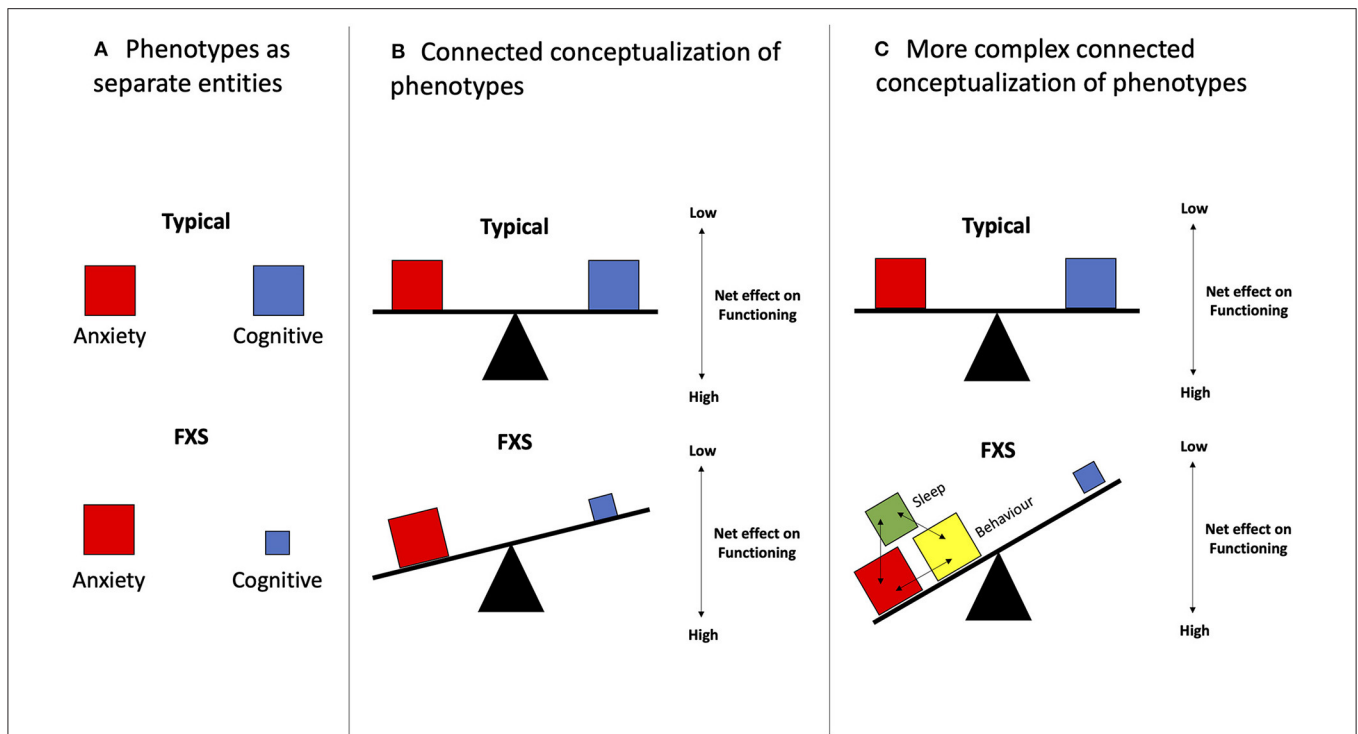 A Phenotypes as
separate entities
Typical
Anxiety
Cognitive
FXS
Anxiety
Cognitive
B Connected conceptualization of
phenotypes
Typical
Low
Net effect on
Functioning
High
FXS
Low
Net effect on
Functioning
High
C More complex connected
conceptualization of phenotypes
Typical
Low
Net effect on
Functioning
High
FXS
Sleep
Behaviour
Low
Net effect on
Functioning
High